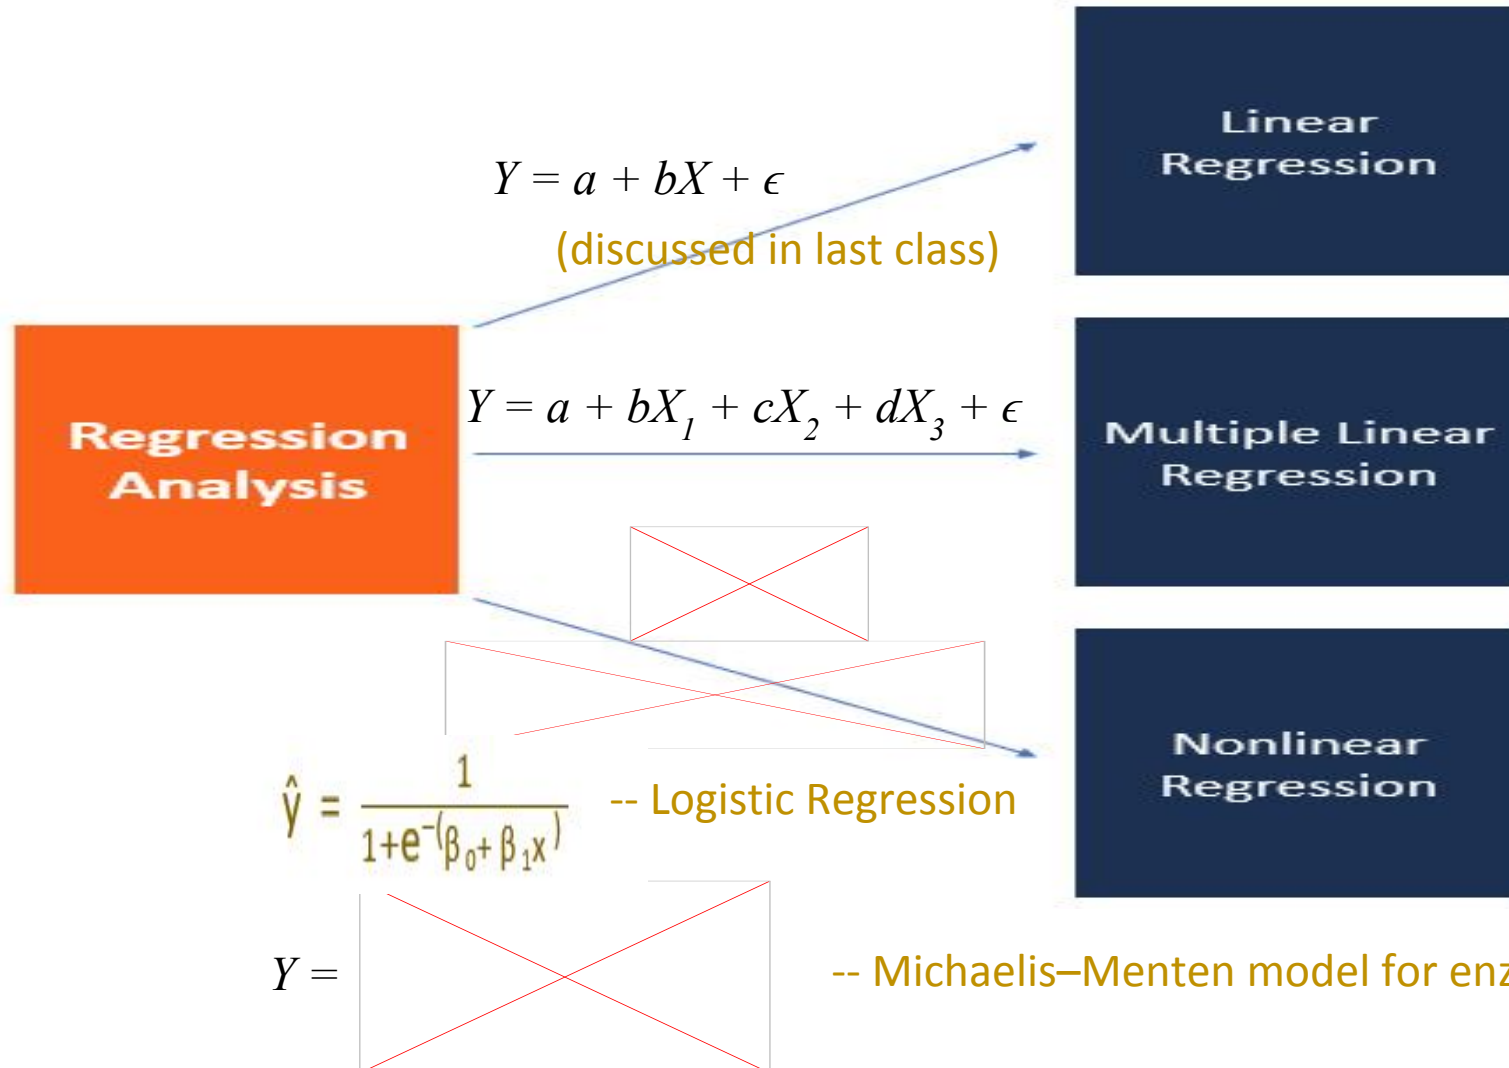 Linear
Regression
Y = a + bX + ϵ
(discussed in last class)
Regression
Analysis
Y = a + bX₁ + cX₂ + dX₃ + ϵ
Multiple Linear
Regression
Nonlinear
Regression
ŷ = 1 / 1+e^-(β₀+ β₁x) -- Logistic Regression
Y = -- Michaelis–Menten model for enz